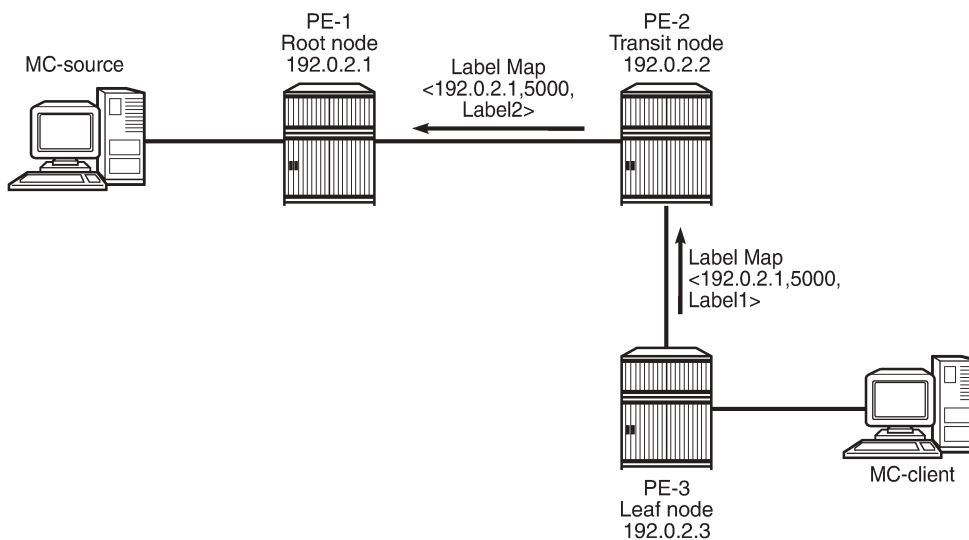 PE-1
Root node
192.0.2.1
PE-2
Transit node
192.0.2.2
MC-source
Label Map
<192.0.2.1,5000,
Label2>
Label Map
<192.0.2.1,5000,
Label1>
MC-client
PE-3
Leaf node
192.0.2.3